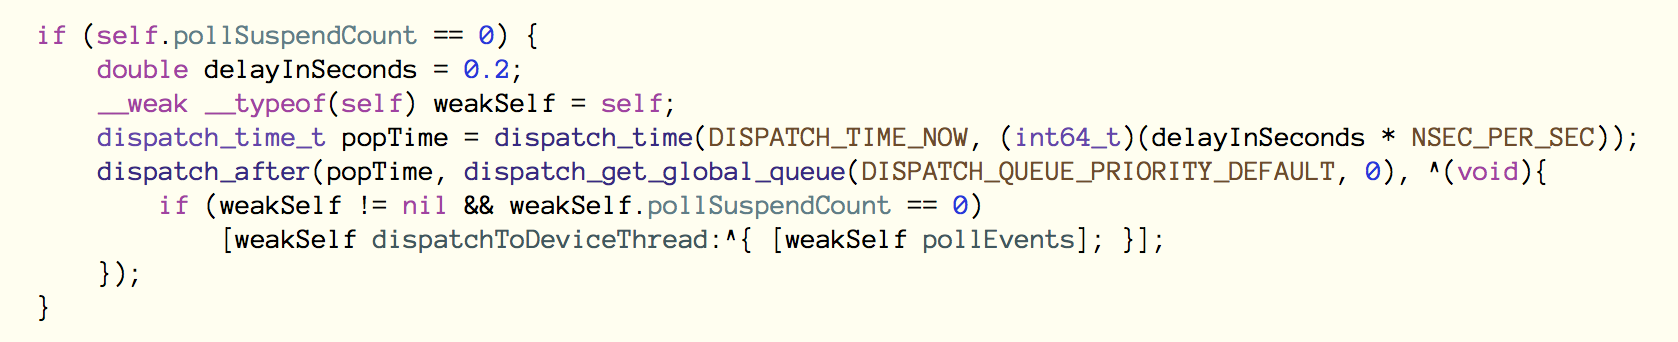 if (self.pollSuspendCount == 0) {
    double delayInSeconds = 0.2;
    __weak __typeof(self) weakSelf = self;
    dispatch_time_t popTime = dispatch_time(DISPATCH_TIME_NOW, (int64_t)(delayInSeconds * NSEC_PER_SEC));
    dispatch_after(popTime, dispatch_get_global_queue(DISPATCH_QUEUE_PRIORITY_DEFAULT, 0), ^(void){
        if (weakSelf != nil && weakSelf.pollSuspendCount == 0)
            [weakSelf dispatchToDeviceThread:^{ [weakSelf pollEvents]; }];
    });
}